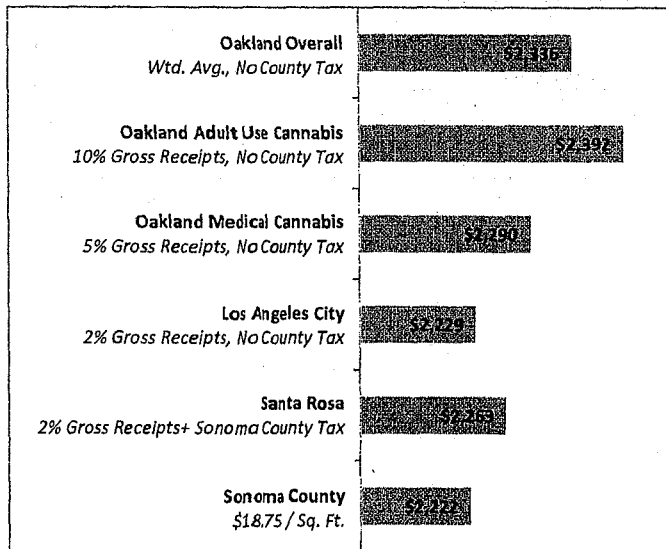 Oakland Overall
Wtd. Avg., No County Tax
$2,336
Oakland Adult Use Cannabis
10% Gross Receipts, No County Tax
$2,392
Oakland Medical Cannabis
5% Gross Receipts, No County Tax
$2,290
Los Angeles City
2% Gross Receipts, No County Tax
$2,229
Santa Rosa
2% Gross Receipts+ Sonoma County Tax
Sonoma County
$18.75 / Sq. Ft.
$2,222